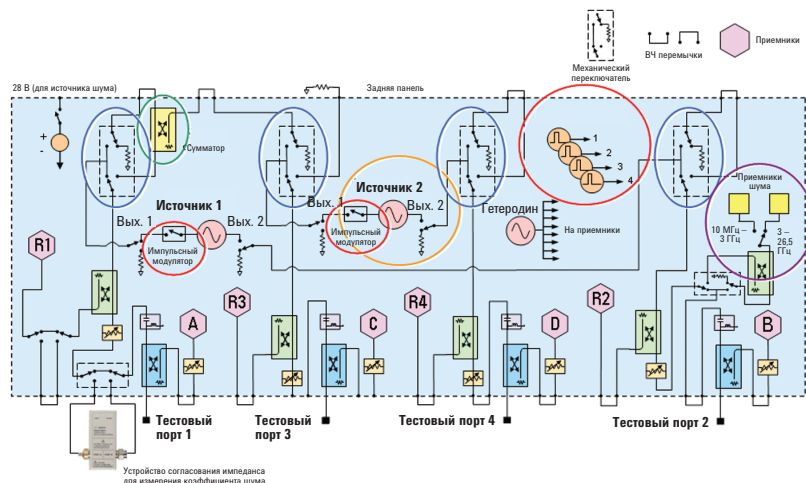 Механический
переключатель
ВЧ перемычки
Приемники
28 В (для источника шума)
Задняя панель
+
-
Сумматор
1
2
3
4
Источник 1
Вых. 1
Вых. 2
Импульсный
модулятор
Источник 2
Вых. 1
Вых. 2
Импульсный
модулятор
Гетеродин
На приемники
Приемники
шума
10 МГц –
3 ГГц
3 –
26,5
ГГц
R1
A
R3
C
R4
D
R2
B
Тестовый
порт 1
Тестовый
порт 3
Тестовый порт 4
Тестовый порт 2
Устройство согласования импеданса
для измерения коэффициента шума